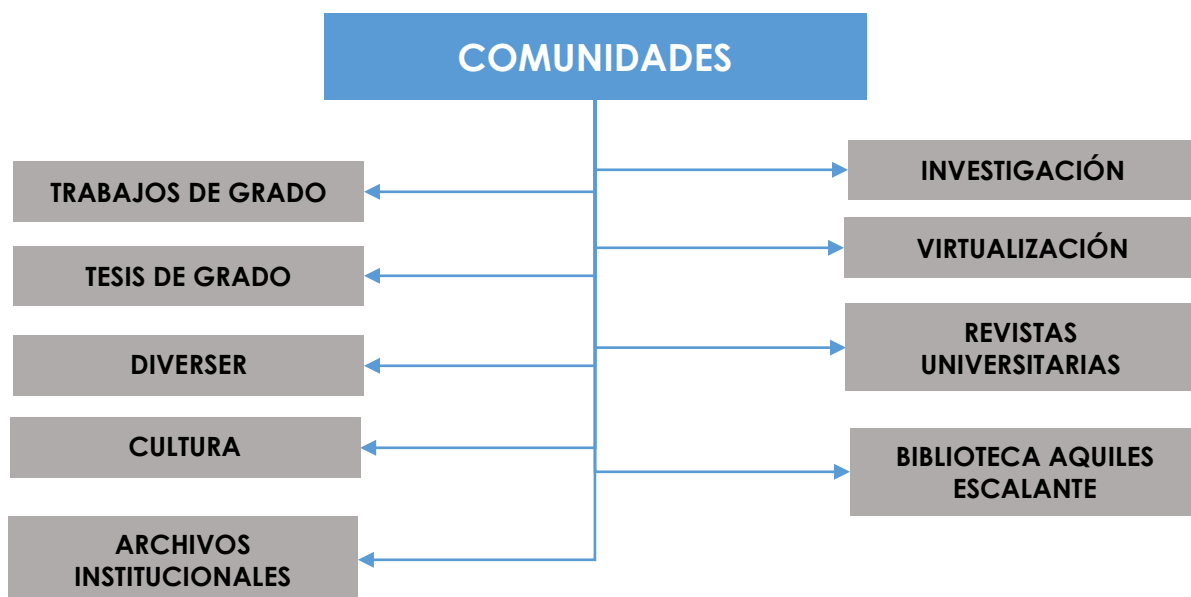 COMUNIDADES
TRABAJOS DE GRADO
TESIS DE GRADO
DIVERSER
CULTURA
ARCHIVOS
INSTITUCIONALES
INVESTIGACIÓN
VIRTUALIZACIÓN
REVISTAS
UNIVERSITARIAS
BIBLIOTECA AQUILES
ESCALANTE